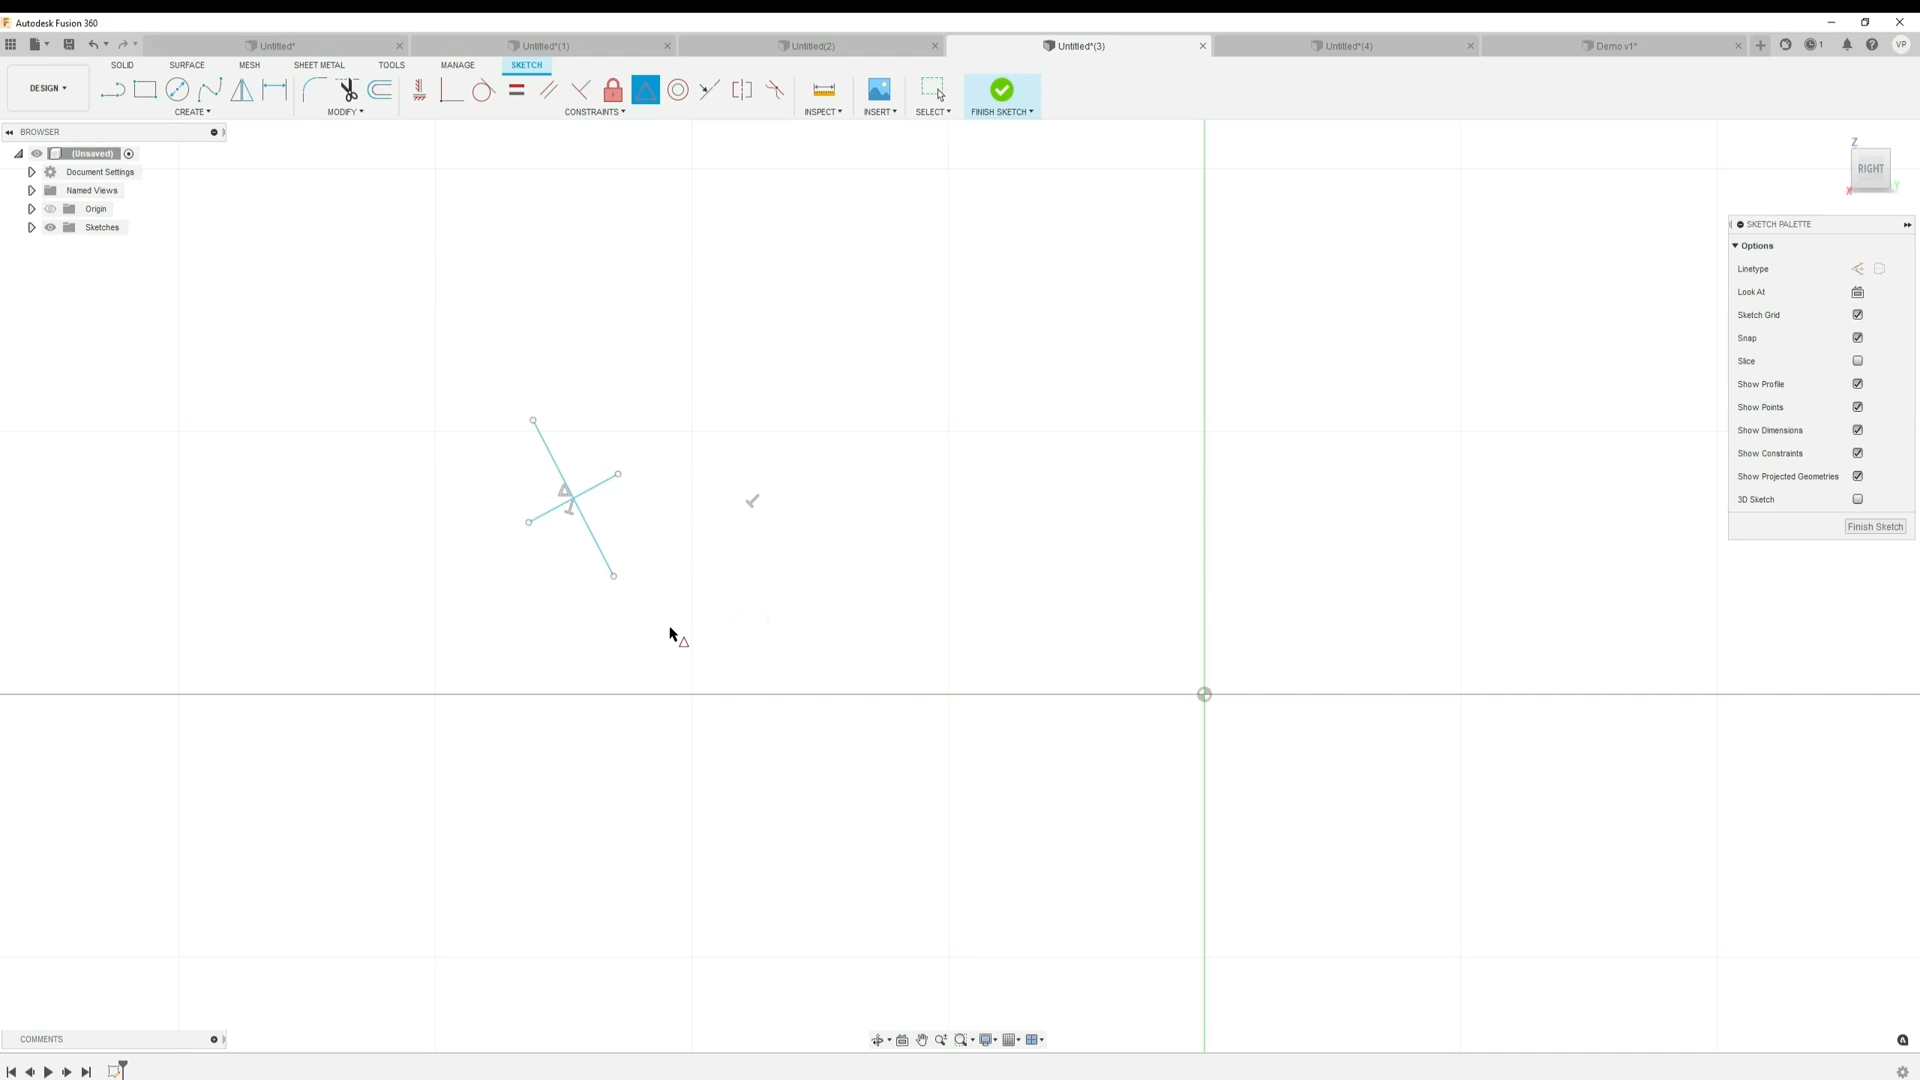 Autodesk Fusion 360
Untitled* Untitled*(1) Untitled(2) Untitled*(3) Untitled*(4) Demo v1* 1 VP
SOLID SURFACE MESH SHEET METAL TOOLS MANAGE SKETCH
DESIGN
CREATE MODIFY CONSTRAINTS INSPECT INSERT SELECT FINISH SKETCH
BROWSER
(Unsaved)
Document Settings
Named Views
Origin
Sketches
Z
RIGHT
X Y
SKETCH PALETTE
Options
Linetype
Look At
Sketch Grid
Snap
Slice
Show Profile
Show Points
Show Dimensions
Show Constraints
Show Projected Geometries
3D Sketch
Finish Sketch
COMMENTS